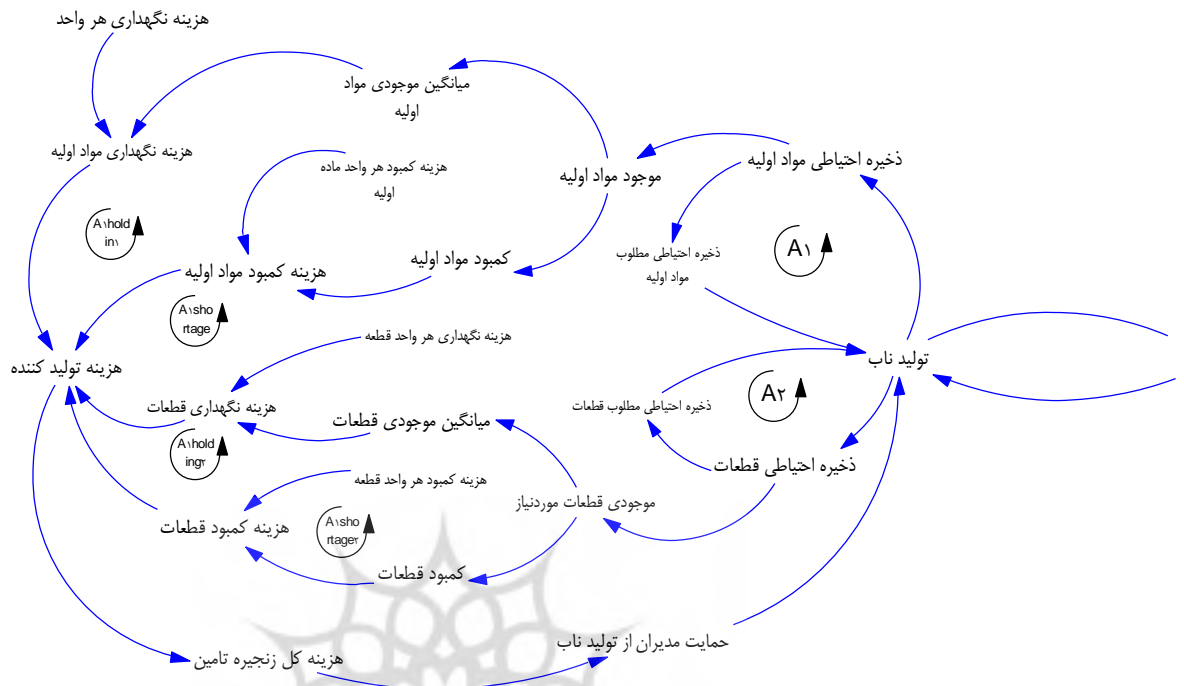 هزینه نگهداری هر واحد
میانگین موجودی مواد
اولیه
هزینه نگهداری مواد اولیه
ذخیره احتیاطی مواد اولیه
هزینه کمبود هر واحد ماده
اولیه
موجود مواد اولیه
A۱hold
in۱
A۱
ذخیره احتیاطی مطلوب
مواد اولیه
کمبود مواد اولیه
هزینه کمبود مواد اولیه
A۱sho
rtage
هزینه نگهداری هر واحد قطعه
تولید ناب
هزینه تولید کننده
A۲
ذخیره احتیاطی مطلوب قطعات
هزینه نگهداری قطعات
میانگین موجودی قطعات
A۱hold
ing۲
ذخیره احتیاطی قطعات
هزینه کمبود هر واحد قطعه
موجودی قطعات موردنیاز
هزینه کمبود قطعات
A۱sho
rtage۲
کمبود قطعات
حمایت مدیران از تولید ناب
هزینه کل زنجیره تامین